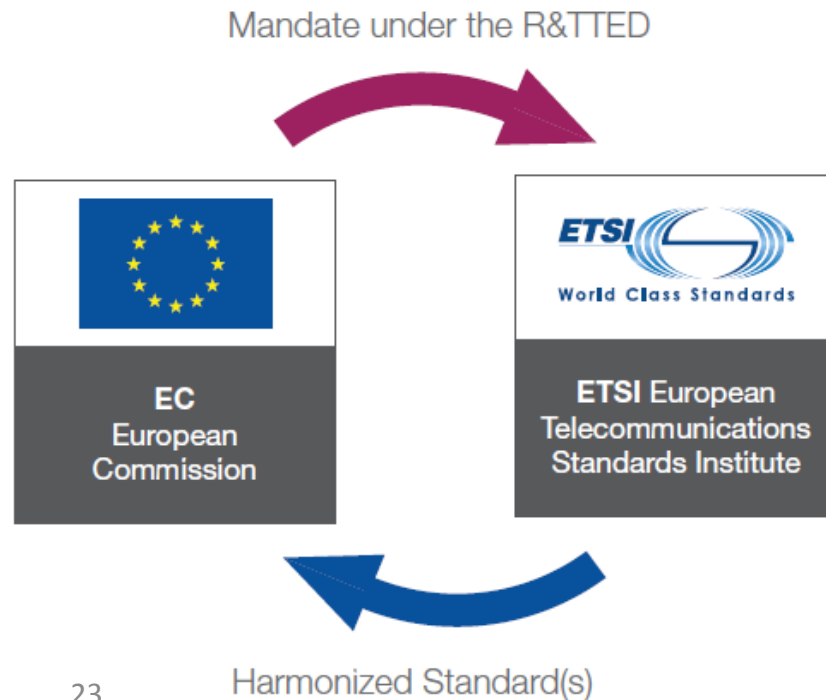 Mandate under the R&TTED
ETSI
World Class Standards
EC
European
Commission
ETSI European
Telecommunications
Standards Institute
23
Harmonized Standard(s)